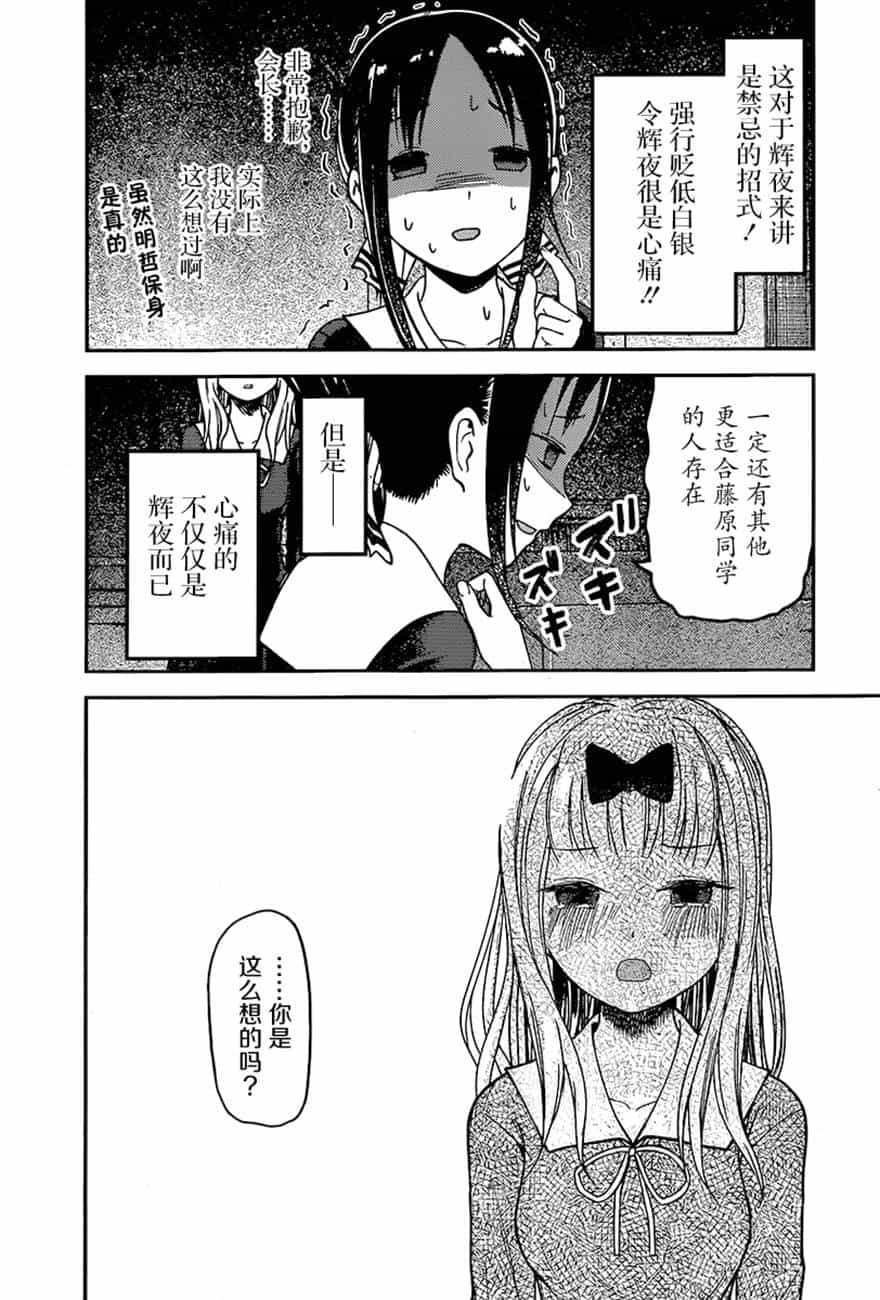 这对于辉夜来讲
是禁忌的招式！
强行贬低白银
令辉夜很是心痛!!
非常抱歉，
会长……
实际上
我没有
这么想过啊
虽然明哲保身
是真的
一定还有其他
更适合藤原同学
的人存在
ズキ
ズキ
但是——
心痛的
不仅仅是
辉夜而已
……你是
这么想的吗？